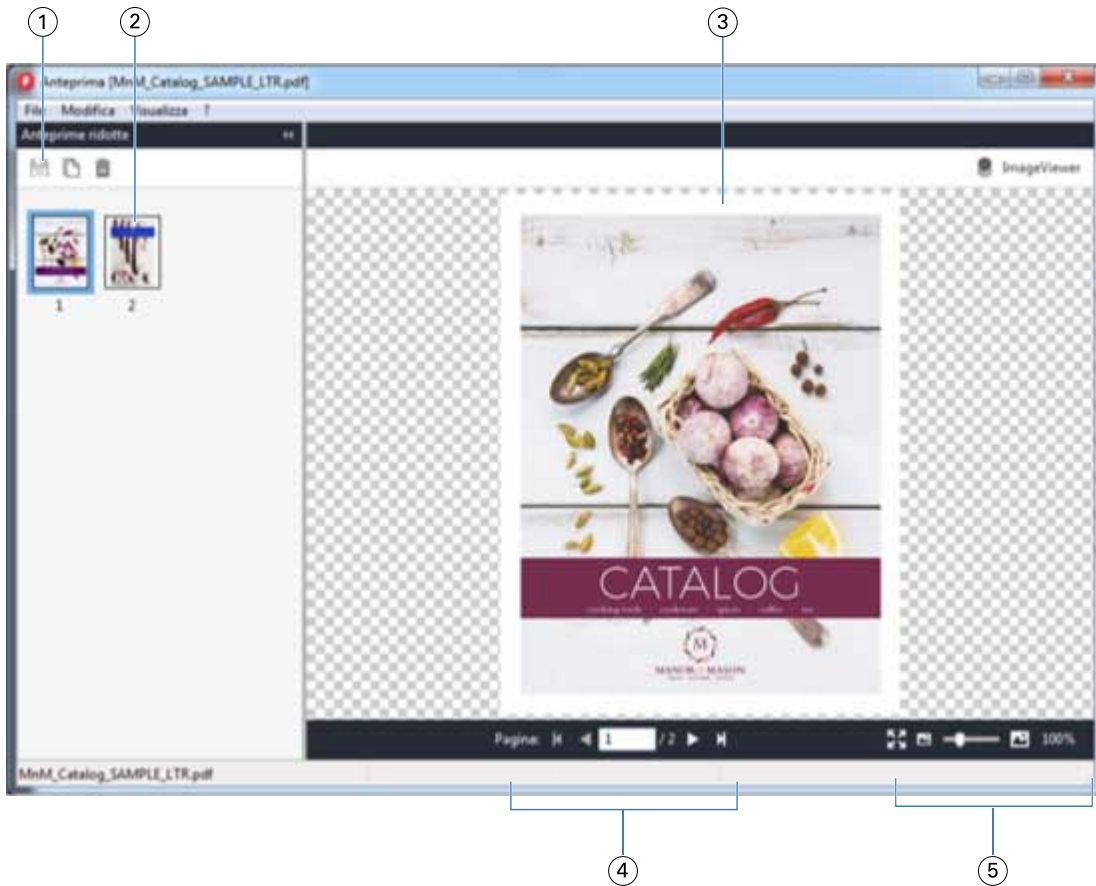 1 2 3
Anteprima [MnM_Catalog_SAMPLE_LTR.pdf]
File Modifica Visualizza ?
Anteprime ridotte
ImageViewer
1 2
CATALOG
MANOR MASON
Pagina: 1 / 2 100%
MnM_Catalog_SAMPLE_LTR.pdf
4 5